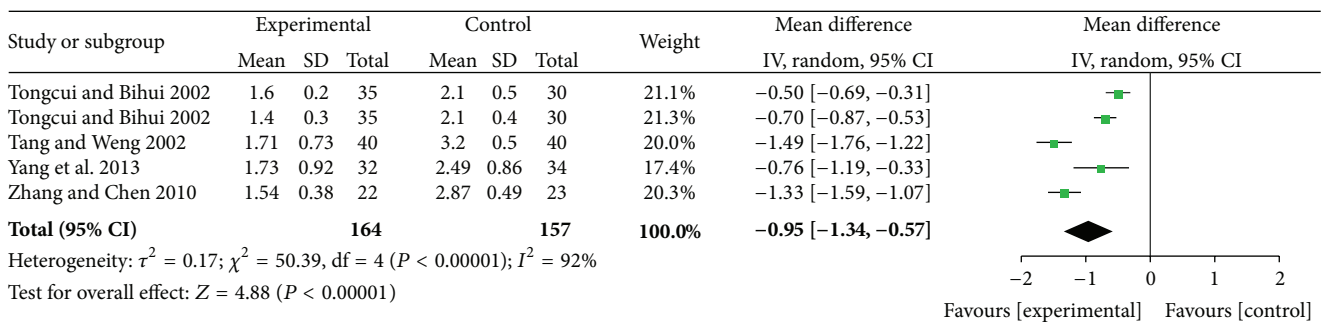 Study or subgroup Experimental Control Weight Mean difference Mean difference
Mean SD Total Mean SD Total IV, random, 95% CI IV, random, 95% CI
Tongcui and Bihui 2002 1.6 0.2 35 2.1 0.5 30 21.1% −0.50 [−0.69, −0.31]
Tongcui and Bihui 2002 1.4 0.3 35 2.1 0.4 30 21.3% −0.70 [−0.87, −0.53]
Tang and Weng 2002 1.71 0.73 40 3.2 0.5 40 20.0% −1.49 [−1.76, −1.22]
Yang et al. 2013 1.73 0.92 32 2.49 0.86 34 17.4% −0.76 [−1.19, −0.33]
Zhang and Chen 2010 1.54 0.38 22 2.87 0.49 23 20.3% −1.33 [−1.59, −1.07]
Total (95% CI) 164 157 100.0% −0.95 [−1.34, −0.57]
Heterogeneity: τ² = 0.17; χ² = 50.39, df = 4 (P < 0.00001); I² = 92%
Test for overall effect: Z = 4.88 (P < 0.00001)
−2 −1 0 1 2
Favours [experimental] Favours [control]